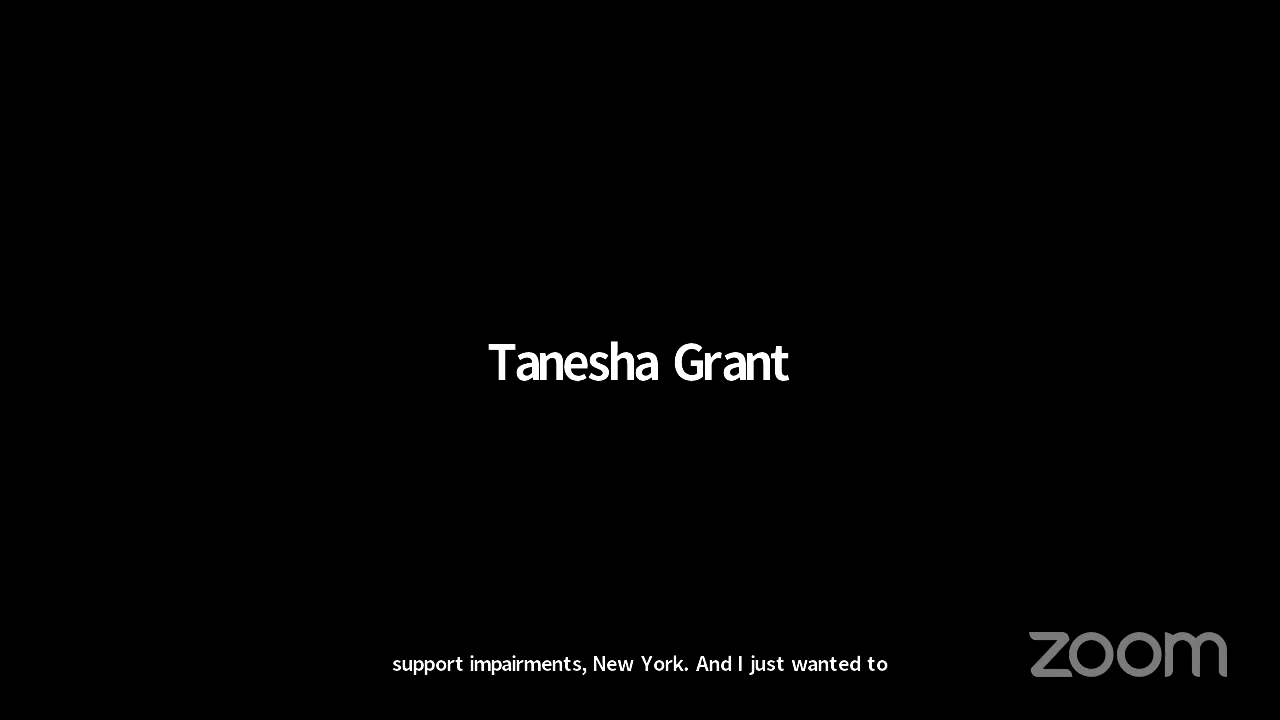 Tanesha Grant
support impairments, New York. And I just wanted to
zoom